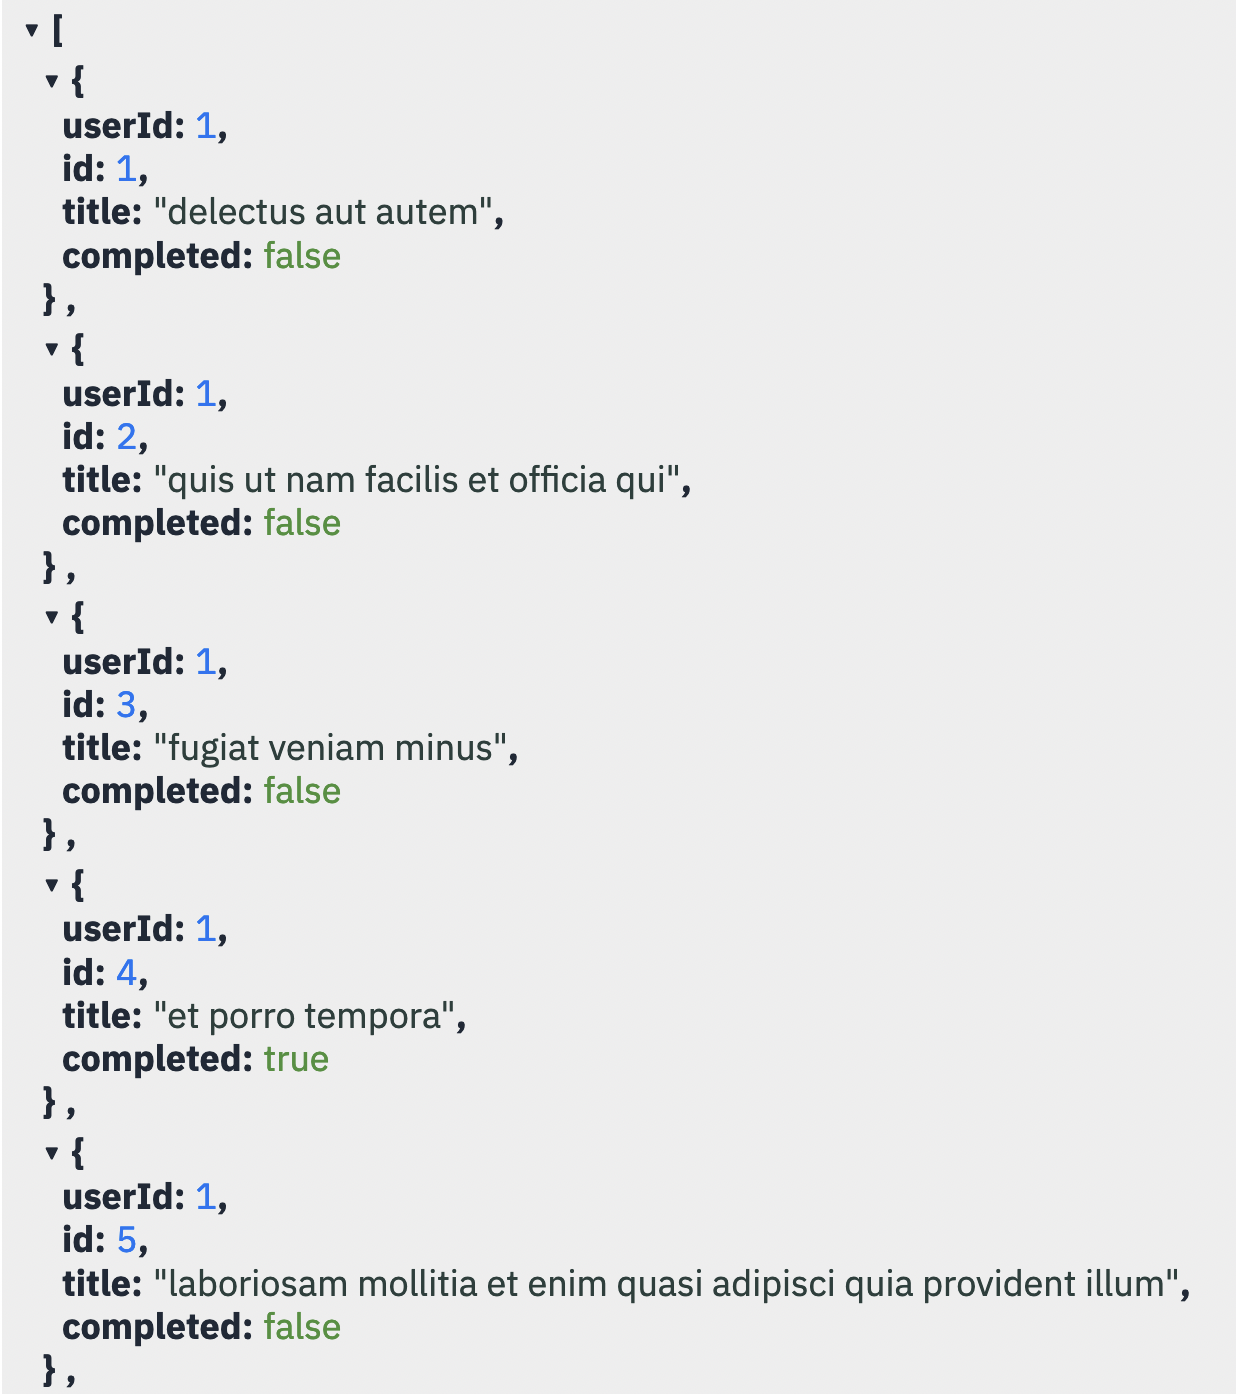 [
{
userId: 1,
id: 1,
title: "delectus aut autem",
completed: false
} ,
{
userId: 1,
id: 2,
title: "quis ut nam facilis et officia qui",
completed: false
} ,
{
userId: 1,
id: 3,
title: "fugiat veniam minus",
completed: false
} ,
{
userId: 1,
id: 4,
title: "et porro tempora",
completed: true
} ,
{
userId: 1,
id: 5,
title: "laboriosam mollitia et enim quasi adipisci quia provident illum",
completed: false
} ,